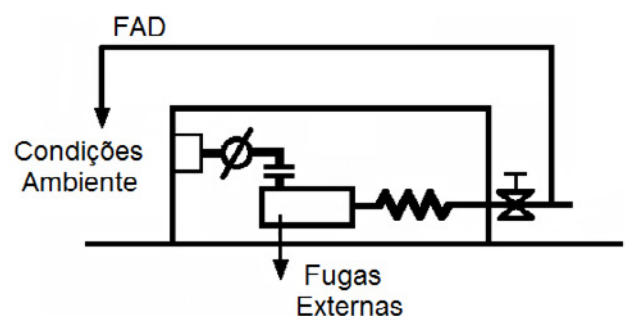 FAD
Condições
Ambiente
Fugas
Externas